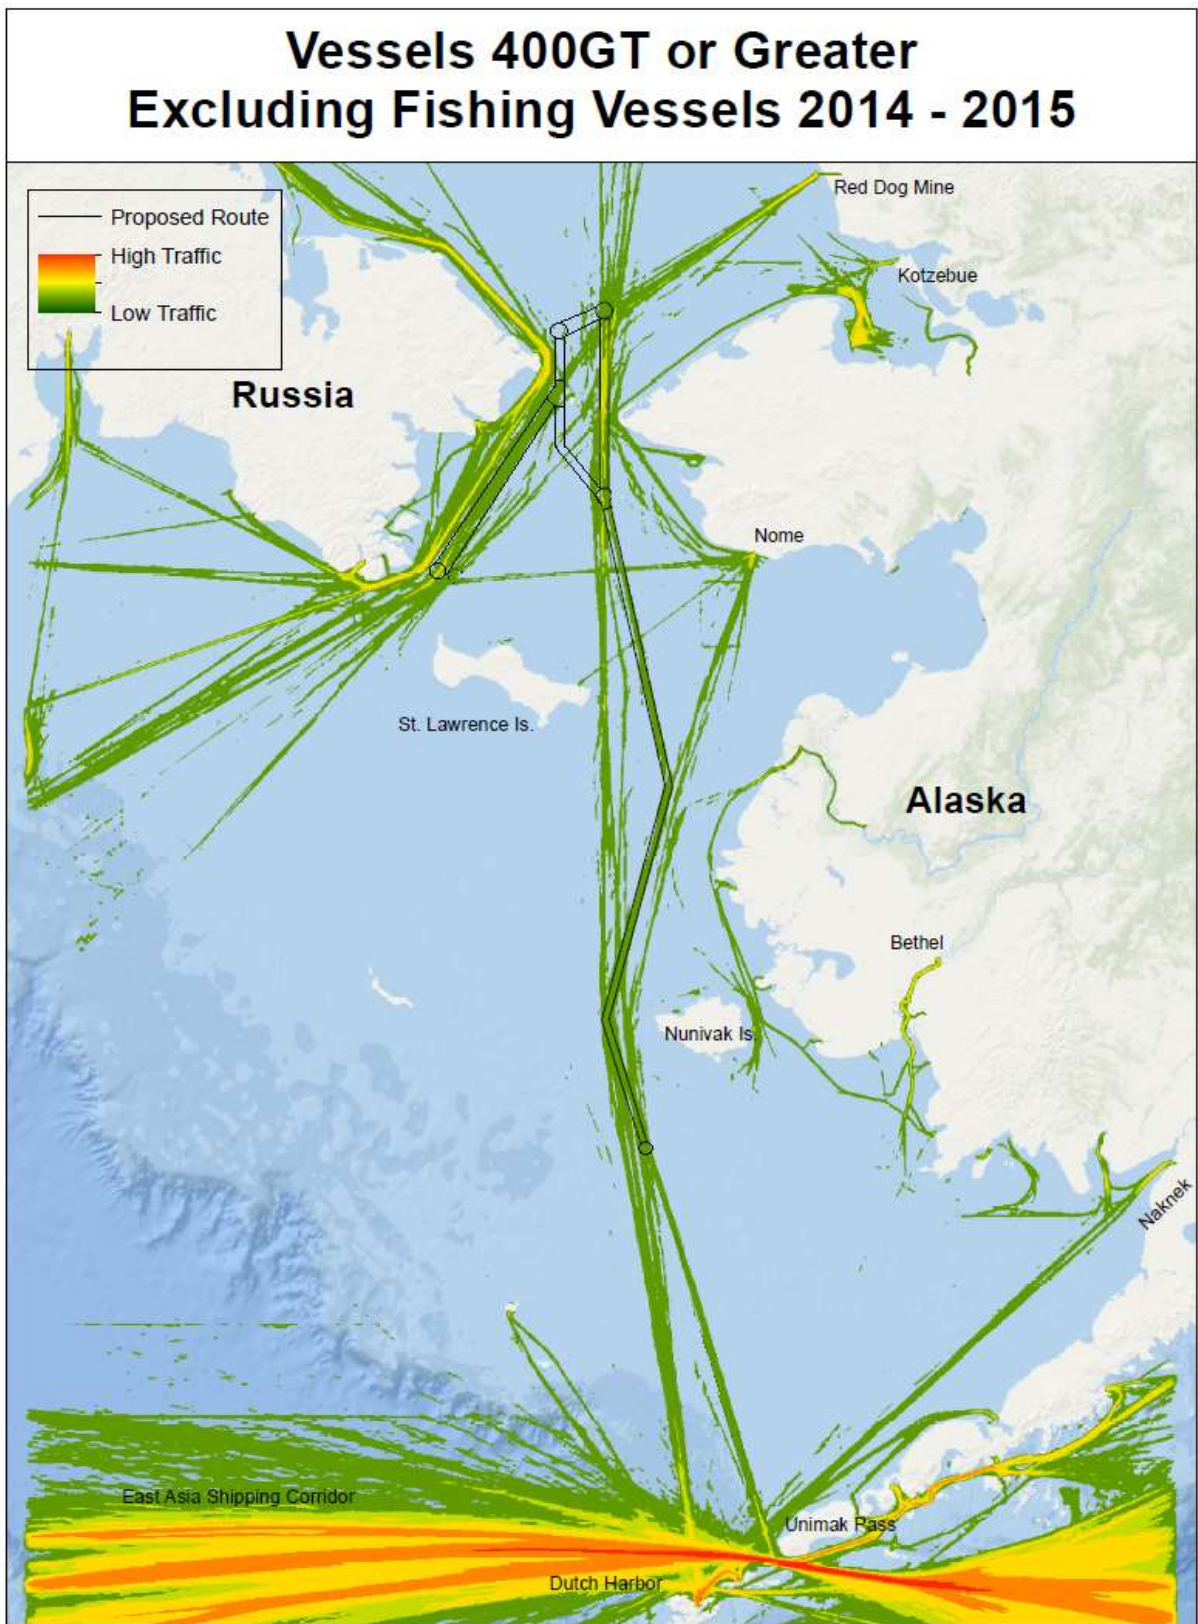 Vessels 400GT or Greater
Excluding Fishing Vessels 2014 - 2015
Proposed Route
High Traffic
Low Traffic
Red Dog Mine
Kotzebue
Russia
Nome
St. Lawrence Is.
Alaska
Bethel
Nunivak Is.
Naknek
East Asia Shipping Corridor
Unimak Pass
Dutch Harbor